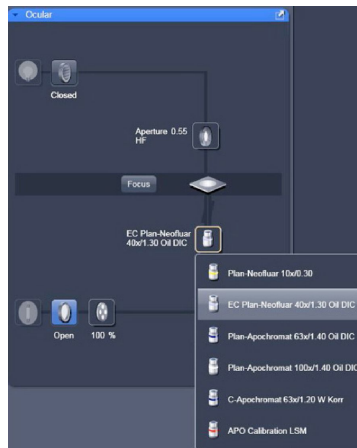 Ocular
Closed
Aperture 0.55
HF
Focus
EC Plan-Neofluar
40x/1.30 Oil DIC
Plan-Neofluar 10x/0.30
EC Plan-Neofluar 40x/1.30 Oil DIC
Plan-Apochromat 63x/1.40 Oil DIC
Plan-Apochromat 100x/1.40 Oil DIC
Open 100 %
C-Apochromat 63x/1.20 W Korr
APO Calibration LSM